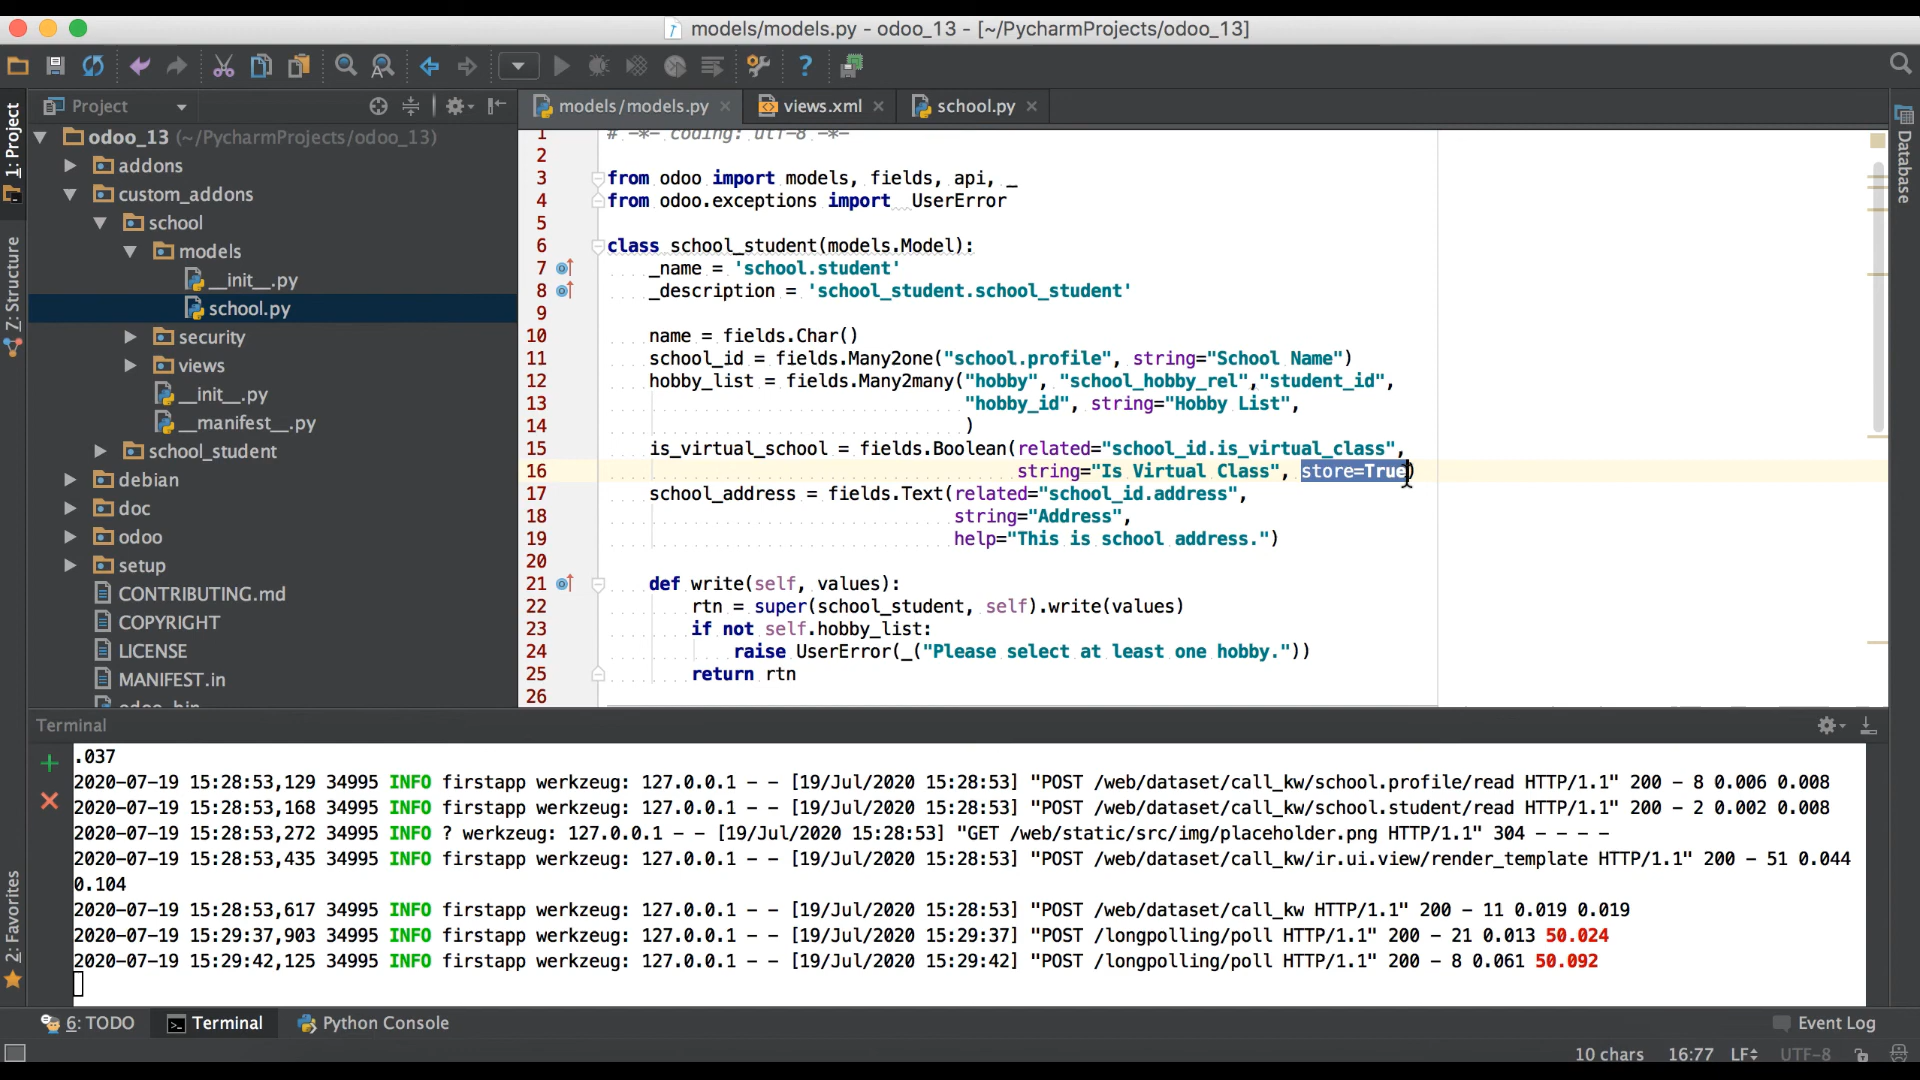 models/models.py - odoo_13 - [~/PycharmProjects/odoo_13]
Project
models/models.py
views.xml
school.py
1: Project
Z: Structure
2: Favorites
Database
odoo_13 (~/PycharmProjects/odoo_13)
addons
custom_addons
school
models
__init__.py
school.py
security
views
__init__.py
__manifest__.py
school_student
debian
doc
odoo
setup
CONTRIBUTING.md
COPYRIGHT
LICENSE
MANIFEST.in
1 # -*- coding: utf-8 -*-
2
3 from odoo import models, fields, api, _
4 from odoo.exceptions import  UserError
5
6 class school_student(models.Model):
7 _name = 'school.student'
8 _description = 'school_student.school_student'
9
10 name = fields.Char()
11 school_id = fields.Many2one("school.profile", string="School Name")
12 hobby_list = fields.Many2many("hobby", "school_hobby_rel","student_id",
13 "hobby_id", string="Hobby List",
14 )
15 is_virtual_school = fields.Boolean(related="school_id.is_virtual_class",
16 string="Is Virtual Class", store=True)
17 school_address = fields.Text(related="school_id.address",
18 string="Address",
19 help="This is school address.")
20
21 def write(self, values):
22 rtn = super(school_student, self).write(values)
23 if not self.hobby_list:
24 raise UserError(_("Please select at least one hobby."))
25 return rtn
26
Terminal
.037
2020-07-19 15:28:53,129 34995 INFO firstapp werkzeug: 127.0.0.1 - - [19/Jul/2020 15:28:53] "POST /web/dataset/call_kw/school.profile/read HTTP/1.1" 200 - 8 0.006 0.008
2020-07-19 15:28:53,168 34995 INFO firstapp werkzeug: 127.0.0.1 - - [19/Jul/2020 15:28:53] "POST /web/dataset/call_kw/school.student/read HTTP/1.1" 200 - 2 0.002 0.008
2020-07-19 15:28:53,272 34995 INFO ? werkzeug: 127.0.0.1 - - [19/Jul/2020 15:28:53] "GET /web/static/src/img/placeholder.png HTTP/1.1" 304 - - - -
2020-07-19 15:28:53,435 34995 INFO firstapp werkzeug: 127.0.0.1 - - [19/Jul/2020 15:28:53] "POST /web/dataset/call_kw/ir.ui.view/render_template HTTP/1.1" 200 - 51 0.044
0.104
2020-07-19 15:28:53,617 34995 INFO firstapp werkzeug: 127.0.0.1 - - [19/Jul/2020 15:28:53] "POST /web/dataset/call_kw HTTP/1.1" 200 - 11 0.019 0.019
2020-07-19 15:29:37,903 34995 INFO firstapp werkzeug: 127.0.0.1 - - [19/Jul/2020 15:29:37] "POST /longpolling/poll HTTP/1.1" 200 - 21 0.013 50.024
2020-07-19 15:29:42,125 34995 INFO firstapp werkzeug: 127.0.0.1 - - [19/Jul/2020 15:29:42] "POST /longpolling/poll HTTP/1.1" 200 - 8 0.061 50.092
6: TODO
Terminal
Python Console
Event Log
10 chars
16:77
LF
UTF-8